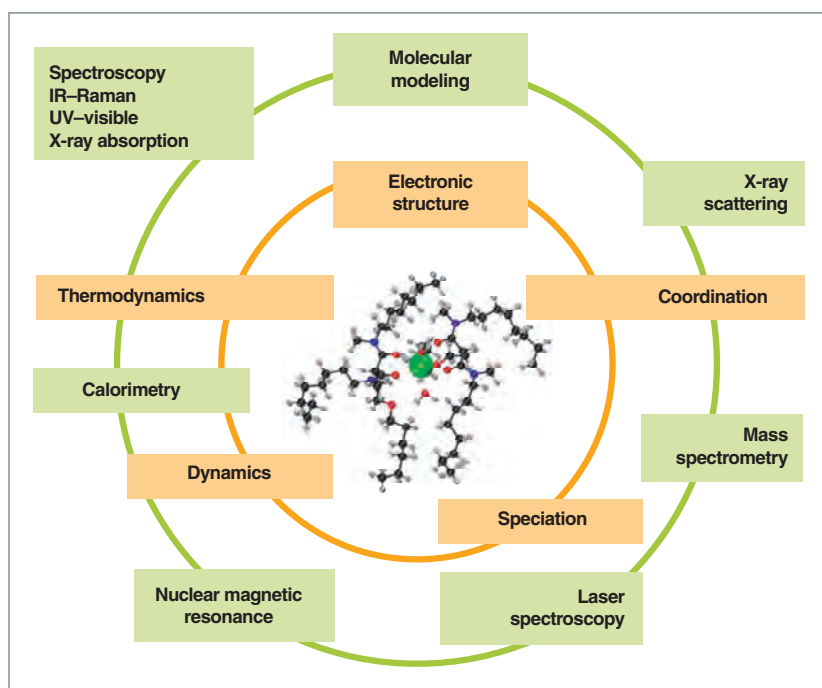 Spectroscopy
IR–Raman
UV–visible
X-ray absorption
Molecular
modeling
Electronic
structure
X-ray
scattering
Thermodynamics
Coordination
Calorimetry
Mass
spectrometry
Dynamics
Speciation
Nuclear magnetic
resonance
Laser
spectroscopy